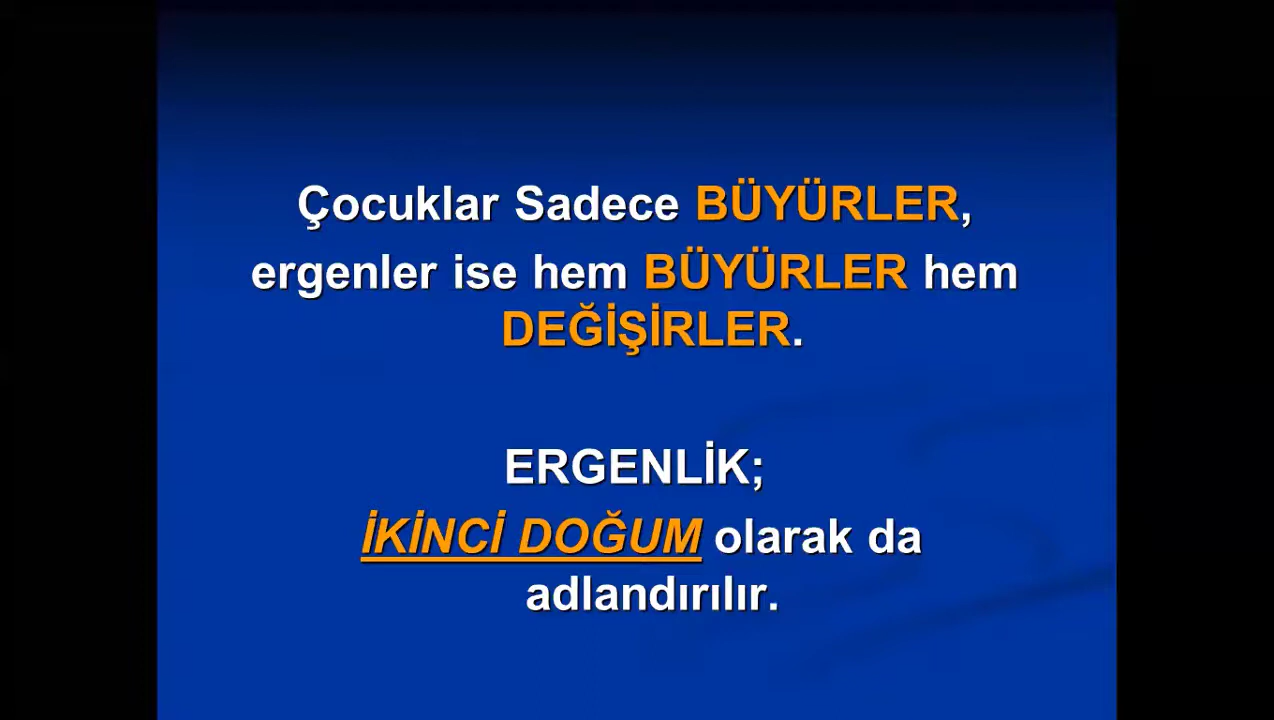 Çocuklar Sadece BÜYÜRLER,
ergenler ise hem BÜYÜRLER hem
DEĞİŞİRLER.
ERGENLİK;
İKİNCİ DOĞUM olarak da
adlandırılır.